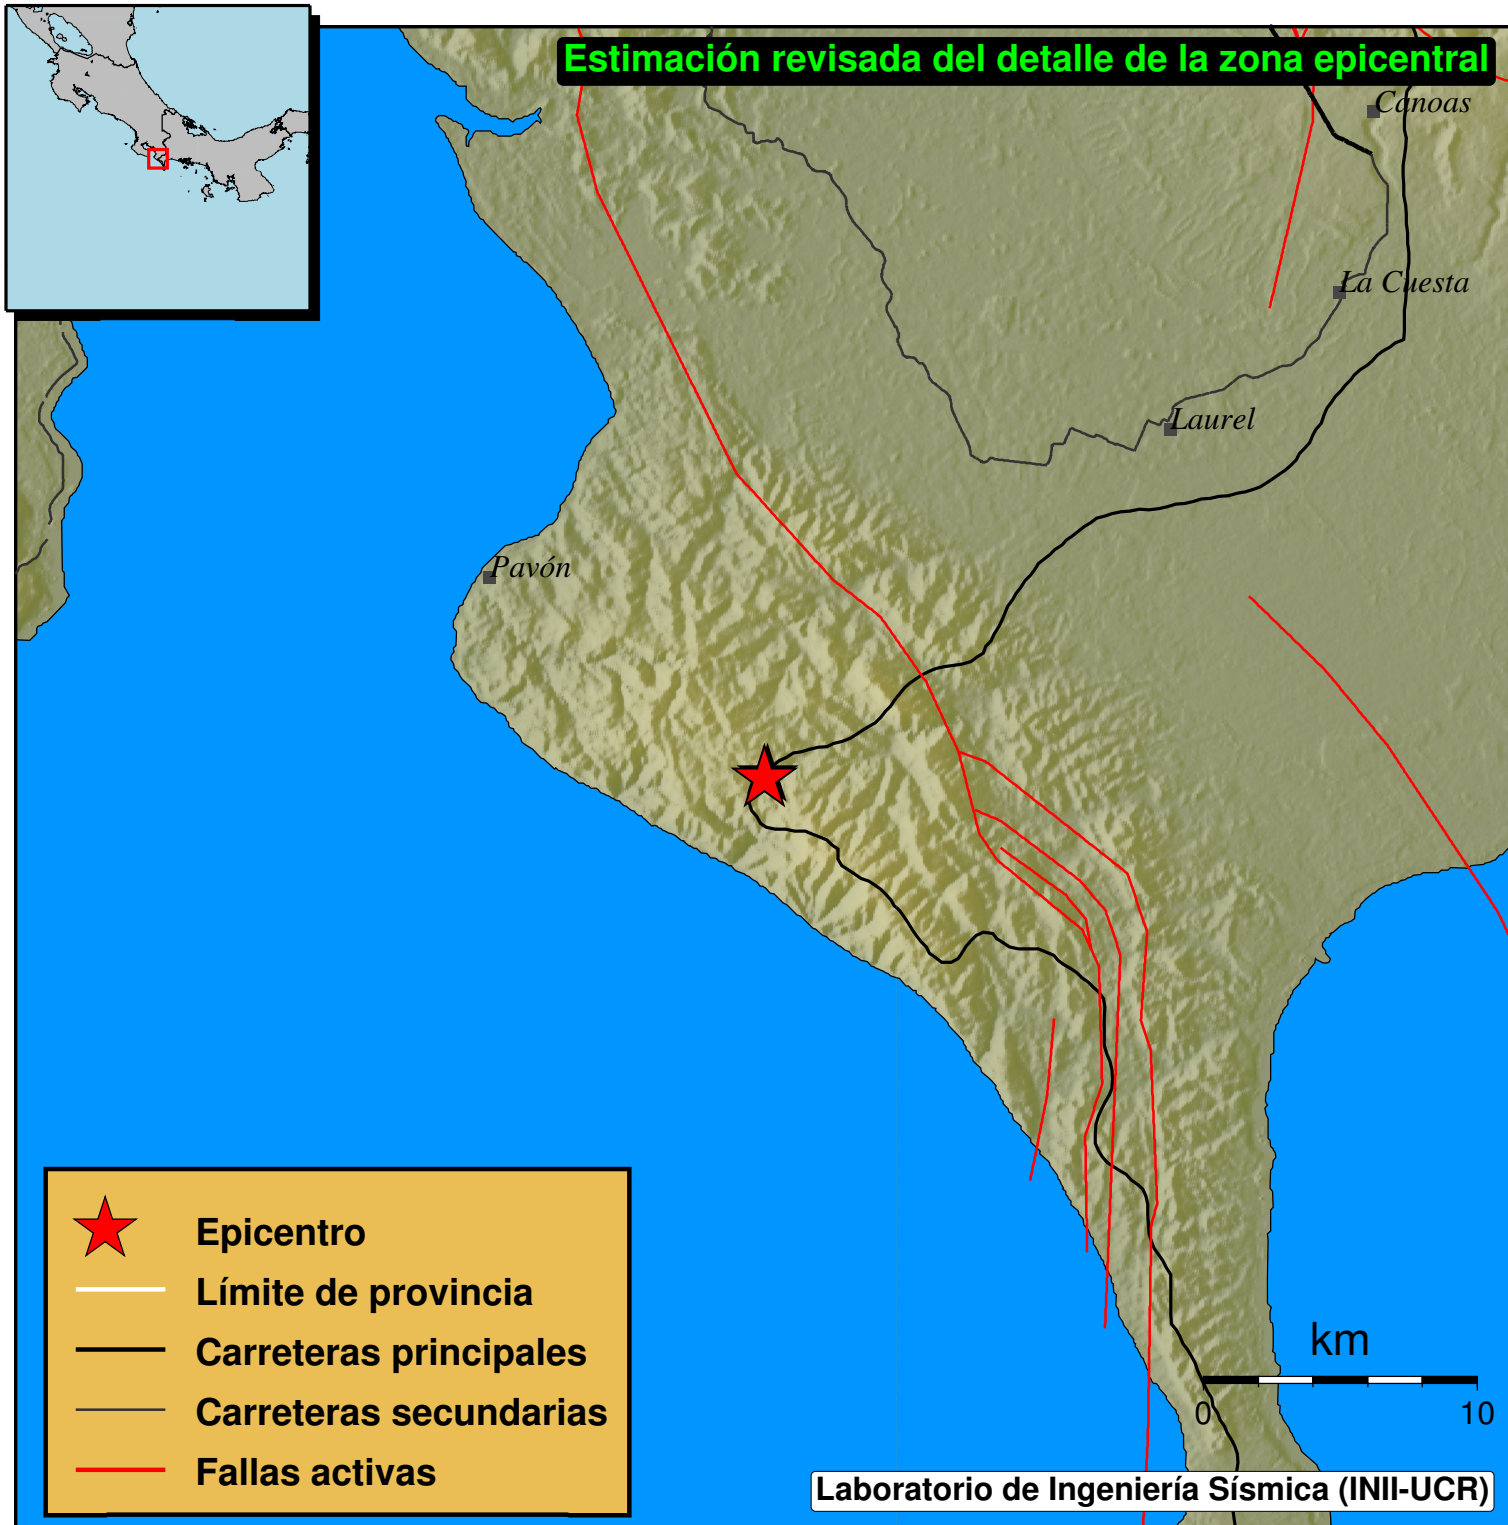 Estimación revisada del detalle de la zona epicentral
Canoas
La Cuesta
Laurel
Pavón
Epicentro
Límite de provincia
Carreteras principales
Carreteras secundarias
Fallas activas
km
0 10
Laboratorio de Ingeniería Sísmica (INII-UCR)